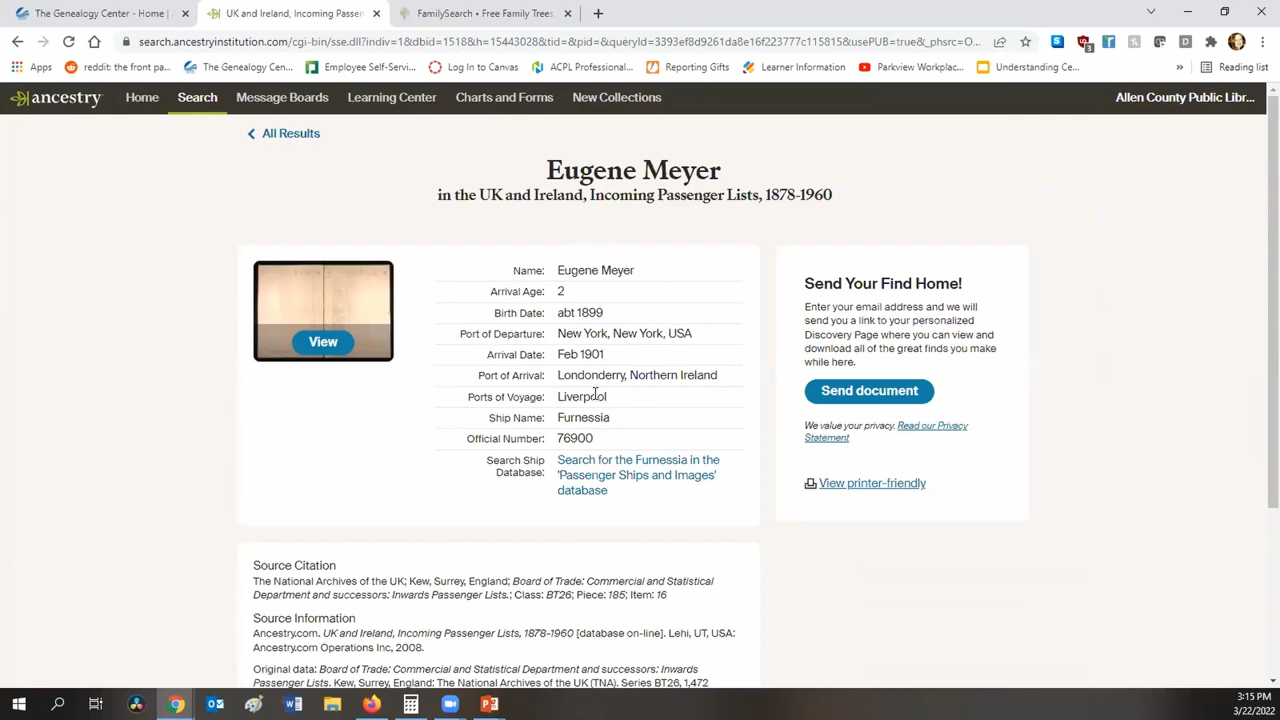 The Genealogy Center - Home |
UK and Ireland, Incoming Passen
FamilySearch • Free Family Trees
search.ancestryinstitution.com/cgi-bin/sse.dll?indiv=1&dbid=1518&h=15443028&tid=&pid=&queryId=3393ef8d9261da8e16f223777c115815&usePUB=true&_phsrc=O...
Apps
reddit: the front pa...
The Genealogy Cen...
Employee Self-Servi...
Log In to Canvas
ACPL Professional...
Reporting Gifts
Learner Information
Parkview Workplac...
Understanding Ce...
»
Reading list
ancestry
Home
Search
Message Boards
Learning Center
Charts and Forms
New Collections
Allen County Public Libr...
All Results
Eugene Meyer
in the UK and Ireland, Incoming Passenger Lists, 1878-1960
View
Name: Eugene Meyer
Arrival Age: 2
Birth Date: abt 1899
Port of Departure: New York, New York, USA
Arrival Date: Feb 1901
Port of Arrival: Londonderry, Northern Ireland
Ports of Voyage: Liverpool
Ship Name: Furnessia
Official Number: 76900
Search Ship
Database:
Search for the Furnessia in the
'Passenger Ships and Images'
database
Send Your Find Home!
Enter your email address and we will
send you a link to your personalized
Discovery Page where you can view and
download all of the great finds you make
while here.
Send document
We value your privacy. Read our Privacy
Statement
View printer-friendly
Source Citation
The National Archives of the UK; Kew, Surrey, England; Board of Trade: Commercial and Statistical
Department and successors: Inwards Passenger Lists.; Class: BT26; Piece: 185; Item: 16
Source Information
Ancestry.com. UK and Ireland, Incoming Passenger Lists, 1878-1960 [database on-line]. Lehi, UT, USA:
Ancestry.com Operations Inc, 2008.
Original data: Board of Trade: Commercial and Statistical Department and successors: Inwards
Passenger Lists. Kew, Surrey, England: The National Archives of the UK (TNA). Series BT26, 1,472
3:15 PM
3/22/2022